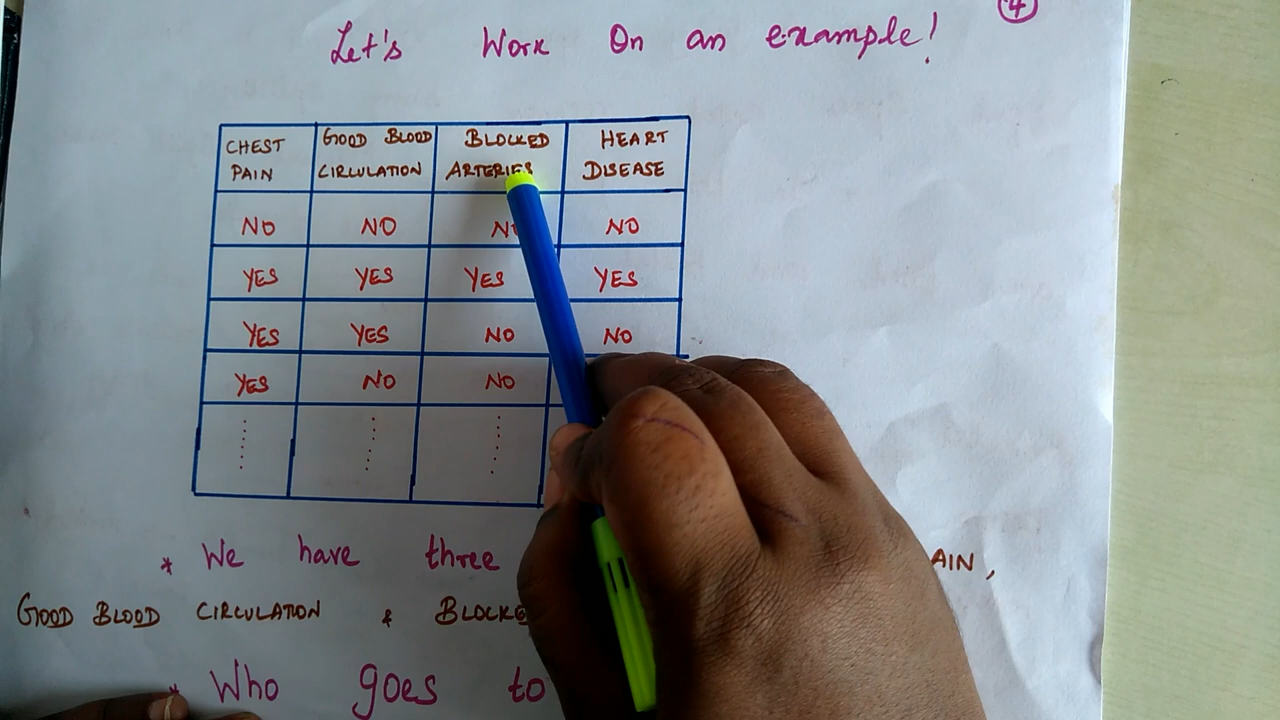 4
Let's Work On an example!
CHEST PAIN GOOD BLOOD CIRCULATION BLOCKED ARTERIES HEART DISEASE
NO NO NO NO
YES YES YES YES
YES YES NO NO
YES NO NO
* We have three AIN,
GOOD BLOOD CIRCULATION & BLOCKE
* Who goes to